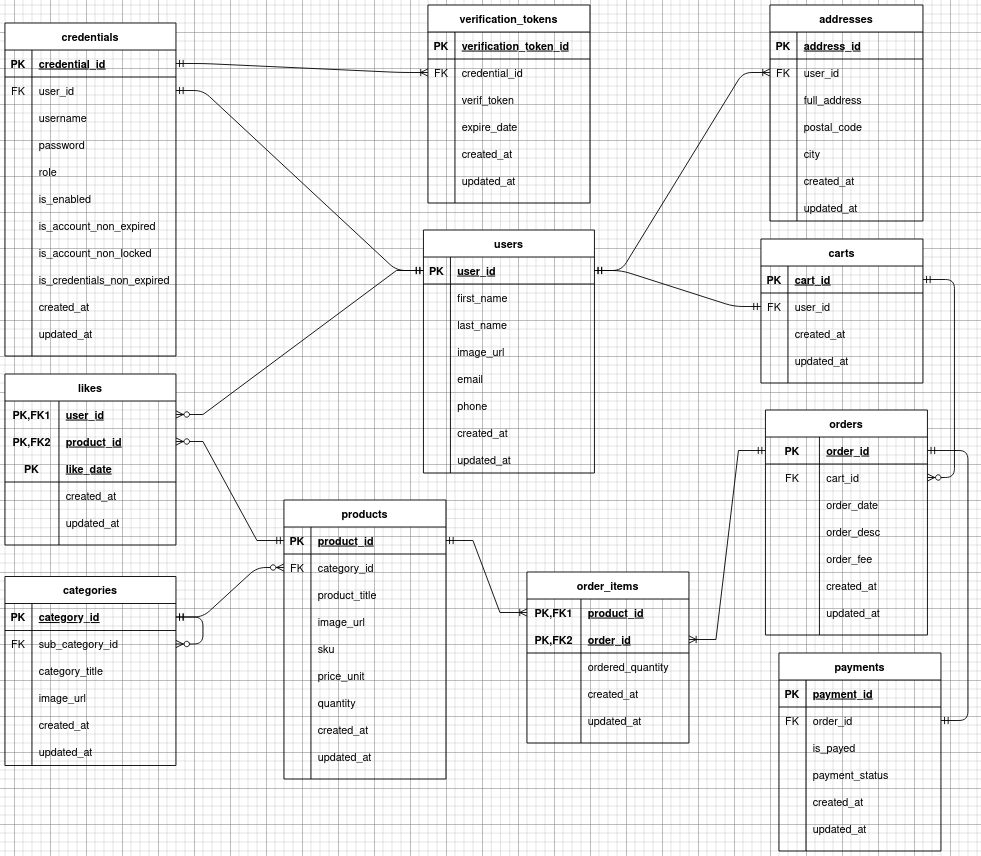 credentials
PK credential_id
FK user_id
username
password
role
is_enabled
is_account_non_expired
is_account_non_locked
is_credentials_non_expired
created_at
updated_at
verification_tokens
PK verification_token_id
FK credential_id
verif_token
expire_date
created_at
updated_at
addresses
PK address_id
FK user_id
full_address
postal_code
city
created_at
updated_at
users
PK user_id
first_name
last_name
image_url
email
phone
created_at
updated_at
carts
PK cart_id
FK user_id
created_at
updated_at
likes
PK,FK1 user_id
PK,FK2 product_id
PK like_date
created_at
updated_at
orders
PK order_id
FK cart_id
order_date
order_desc
order_fee
created_at
updated_at
products
PK product_id
FK category_id
product_title
image_url
sku
price_unit
quantity
created_at
updated_at
categories
PK category_id
FK sub_category_id
category_title
image_url
created_at
updated_at
order_items
PK,FK1 product_id
PK,FK2 order_id
ordered_quantity
created_at
updated_at
payments
PK payment_id
FK order_id
is_payed
payment_status
created_at
updated_at